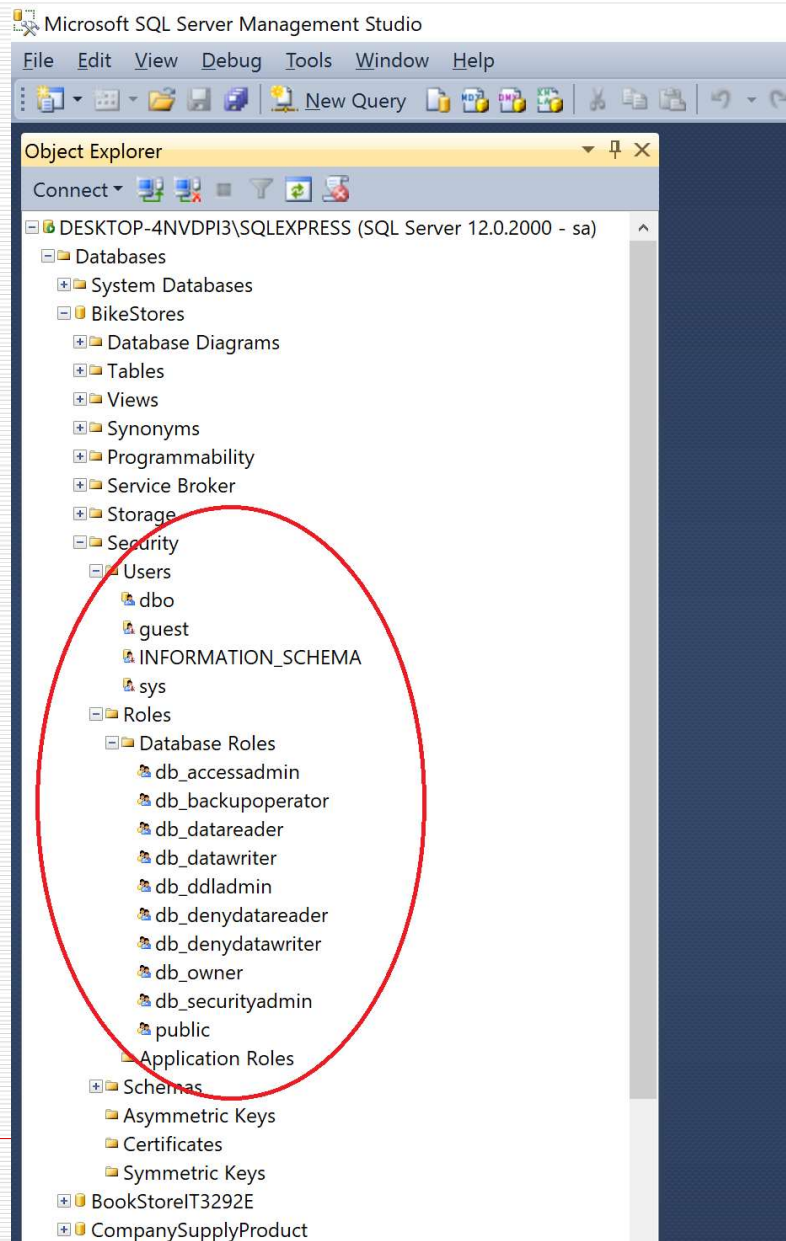 Microsoft SQL Server Management Studio
File Edit View Debug Tools Window Help
New Query
Object Explorer
Connect
DESKTOP-4NVDPI3\SQLEXPRESS (SQL Server 12.0.2000 - sa)
Databases
System Databases
BikeStores
Database Diagrams
Tables
Views
Synonyms
Programmability
Service Broker
Storage
Security
Users
dbo
guest
INFORMATION_SCHEMA
sys
Roles
Database Roles
db_accessadmin
db_backupoperator
db_datareader
db_datawriter
db_ddladmin
db_denydatareader
db_denydatawriter
db_owner
db_securityadmin
public
Application Roles
Schemas
Asymmetric Keys
Certificates
Symmetric Keys
BookStoreIT3292E
CompanySupplyProduct